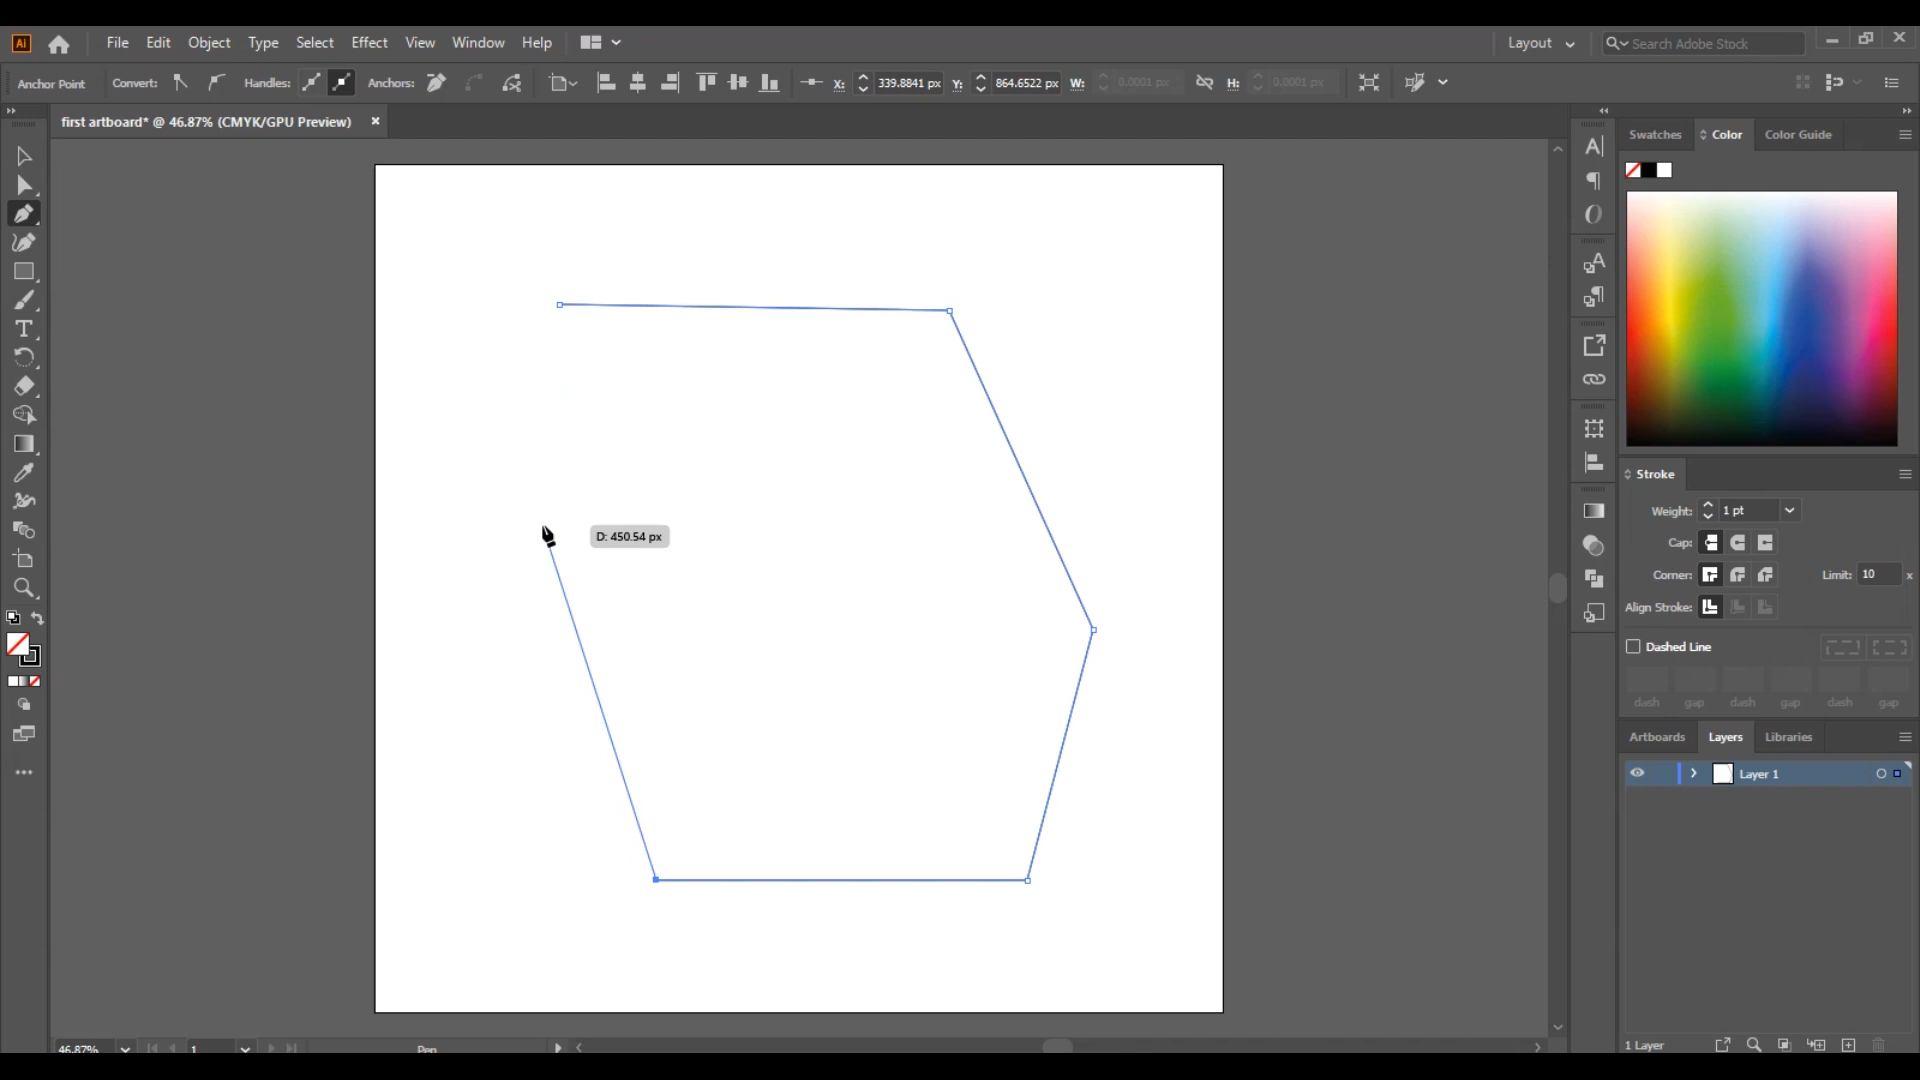 Ai File Edit Object Type Select Effect View Window Help Layout Search Adobe Stock
Anchor Point Convert: Handles: Anchors: X: 339.8841 px Y: 864.6522 px W: 0.0001 px H: 0.0001 px
first artboard* @ 46.87% (CMYK/GPU Preview)
Swatches Color Color Guide
D: 450.54 px
Stroke
Weight: 1 pt
Cap:
Corner: Limit: 10 x
Align Stroke:
Dashed Line
dash gap dash gap dash gap
Artboards Layers Libraries
Layer 1
1 Layer
46.87% 1 Pen